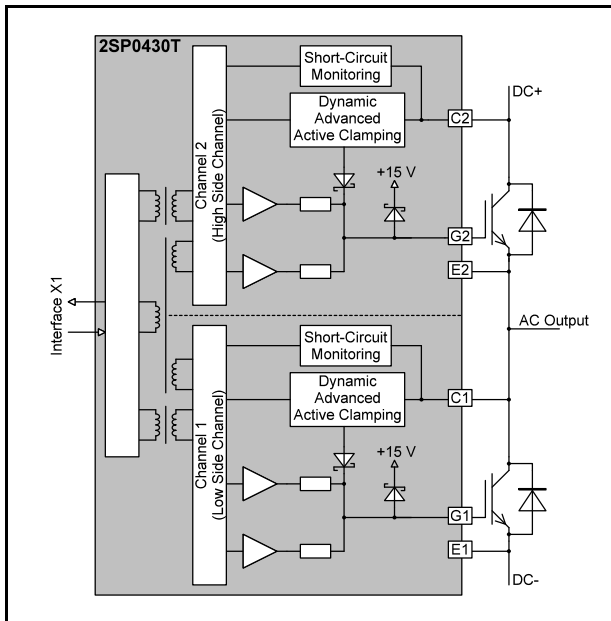 2SP0430T
Short-Circuit
Monitoring
DC+
Dynamic
Advanced
Active Clamping
C2
Channel 2
(High Side Channel)
+15 V
G2
E2
Interface X1
AC Output
Short-Circuit
Monitoring
Dynamic
Advanced
Active Clamping
C1
Channel 1
(Low Side Channel)
+15 V
G1
E1
DC-